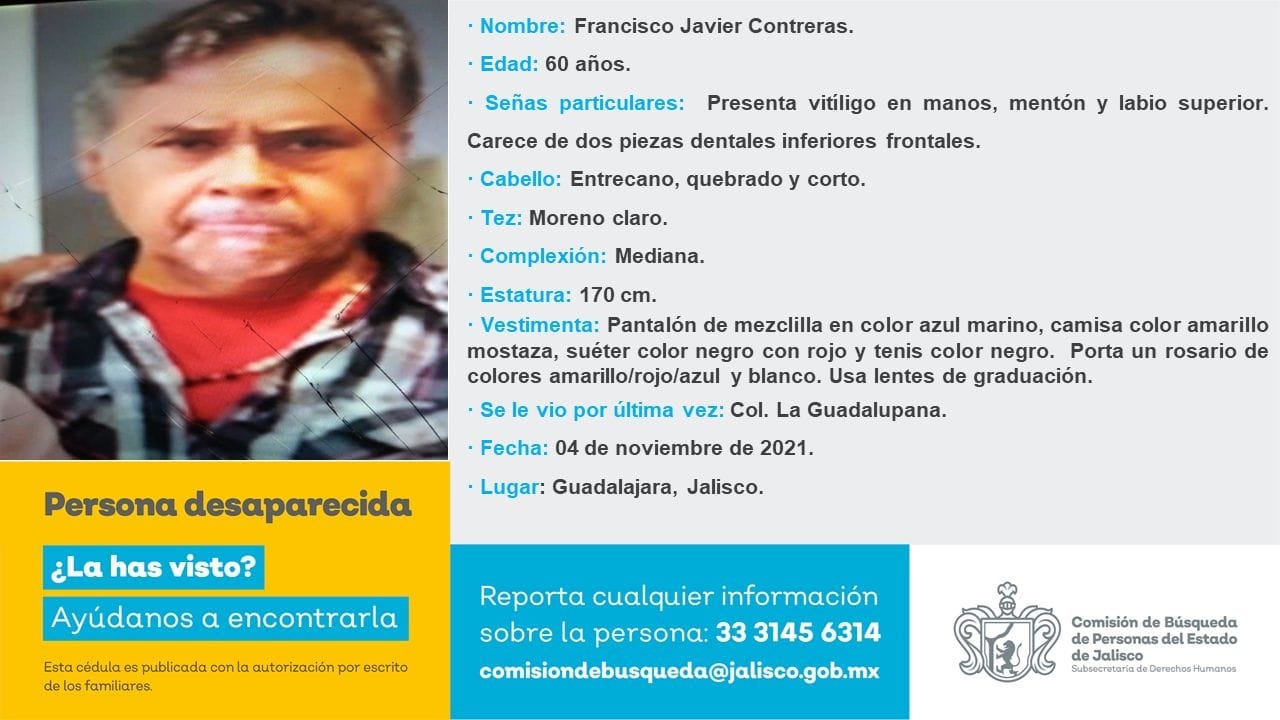 · Nombre: Francisco Javier Contreras.
· Edad: 60 años.
· Señas particulares: Presenta vitíligo en manos, mentón y labio superior.
Carece de dos piezas dentales inferiores frontales.
· Cabello: Entrecano, quebrado y corto.
· Tez: Moreno claro.
· Complexión: Mediana.
· Estatura: 170 cm.
· Vestimenta: Pantalón de mezclilla en color azul marino, camisa color amarillo
mostaza, suéter color negro con rojo y tenis color negro. Porta un rosario de
colores amarillo/rojo/azul y blanco. Usa lentes de graduación.
· Se le vio por última vez: Col. La Guadalupana.
· Fecha: 04 de noviembre de 2021.
· Lugar: Guadalajara, Jalisco.
Persona desaparecida
¿La has visto?
Ayúdanos a encontrarla
Esta cédula es publicada con la autorización por escrito
de los familiares.
Reporta cualquier información
sobre la persona: 33 3145 6314
comisiondebusqueda@jalisco.gob.mx
Comisión de Búsqueda
de Personas del Estado
de Jalisco
Subsecretaría de Derechos Humanos